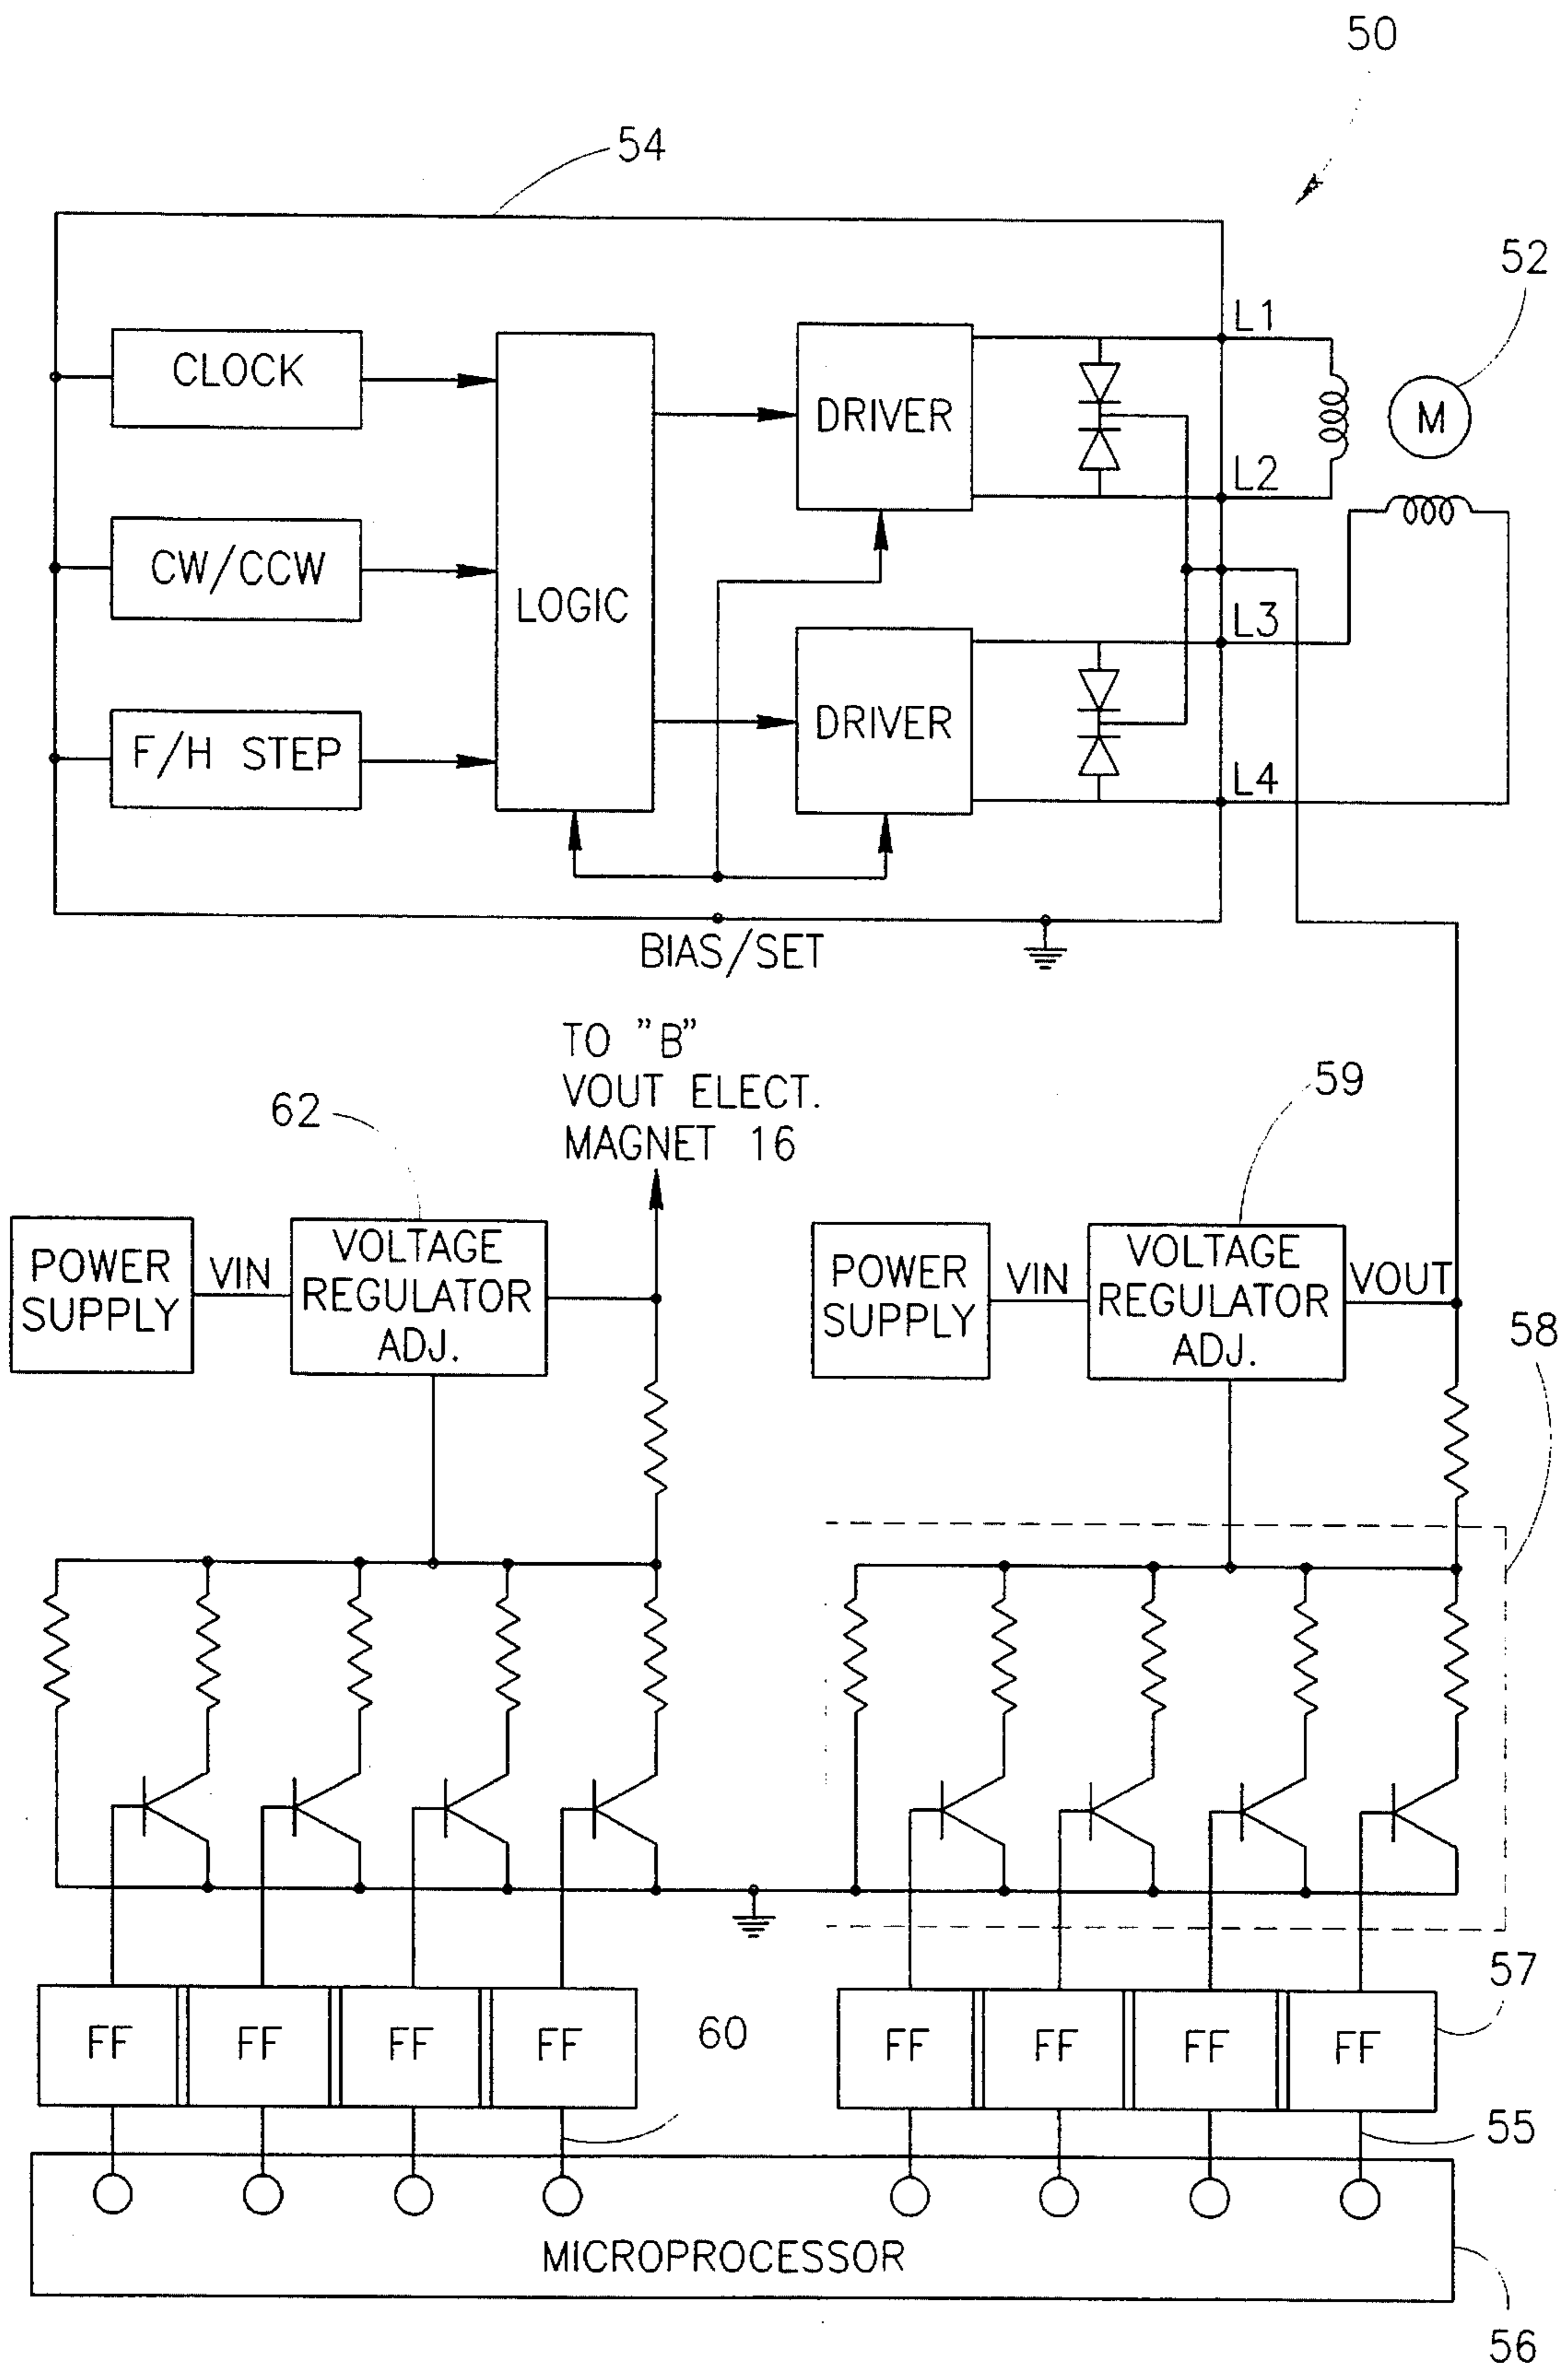 50
54
52
L1
CLOCK
DRIVER
M
L2
CW/CCW
LOGIC
L3
F/H STEP
DRIVER
L4
BIAS/SET
TO "B"
VOUT ELECT.
MAGNET 16
62
59
POWER
SUPPLY
VIN
VOLTAGE
REGULATOR
ADJ.
POWER
SUPPLY
VIN
VOLTAGE
REGULATOR
ADJ.
VOUT
58
57
FF
FF
FF
FF
60
FF
FF
FF
FF
55
MICROPROCESSOR
56